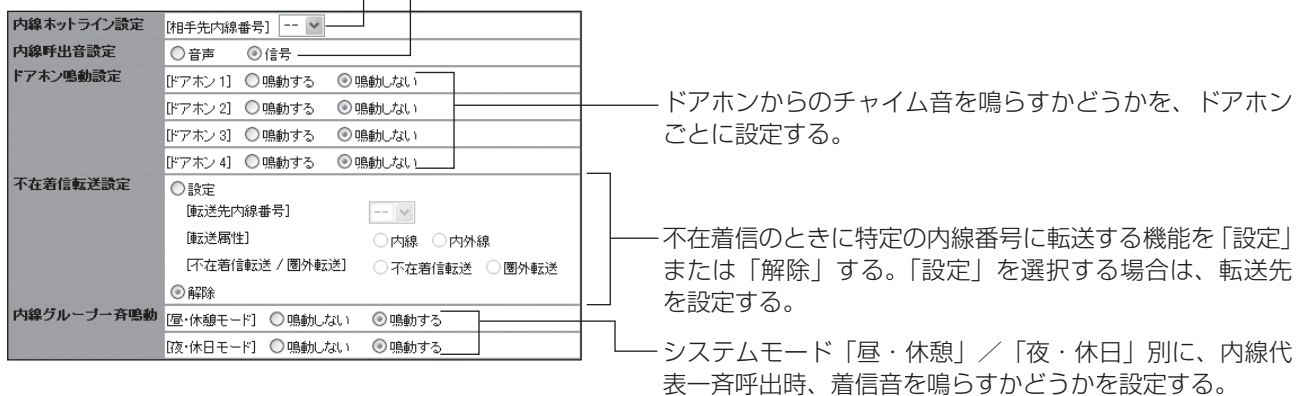 内線ホットライン設定 [相手先内線番号] --
内線呼出音設定 音声 信号
ドアホン鳴動設定 [ドアホン 1] 鳴動する 鳴動しない
[ドアホン 2] 鳴動する 鳴動しない
[ドアホン 3] 鳴動する 鳴動しない
[ドアホン 4] 鳴動する 鳴動しない
ドアホンからのチャイム音を鳴らすかどうかを、ドアホン
ごとに設定する。
不在着信転送設定 設定
[転送先内線番号] --
[転送属性] 内線 内外線
[不在着信転送 / 圏外転送] 不在着信転送 圏外転送
解除
不在着信のときに特定の内線番号に転送する機能を「設定」
または「解除」する。「設定」を選択する場合は、転送先
を設定する。
内線グループ一斉鳴動 [昼・休憩モード] 鳴動しない 鳴動する
[夜・休日モード] 鳴動しない 鳴動する
システムモード「昼・休憩」／「夜・休日」別に、内線代
表一斉呼出時、着信音を鳴らすかどうかを設定する。